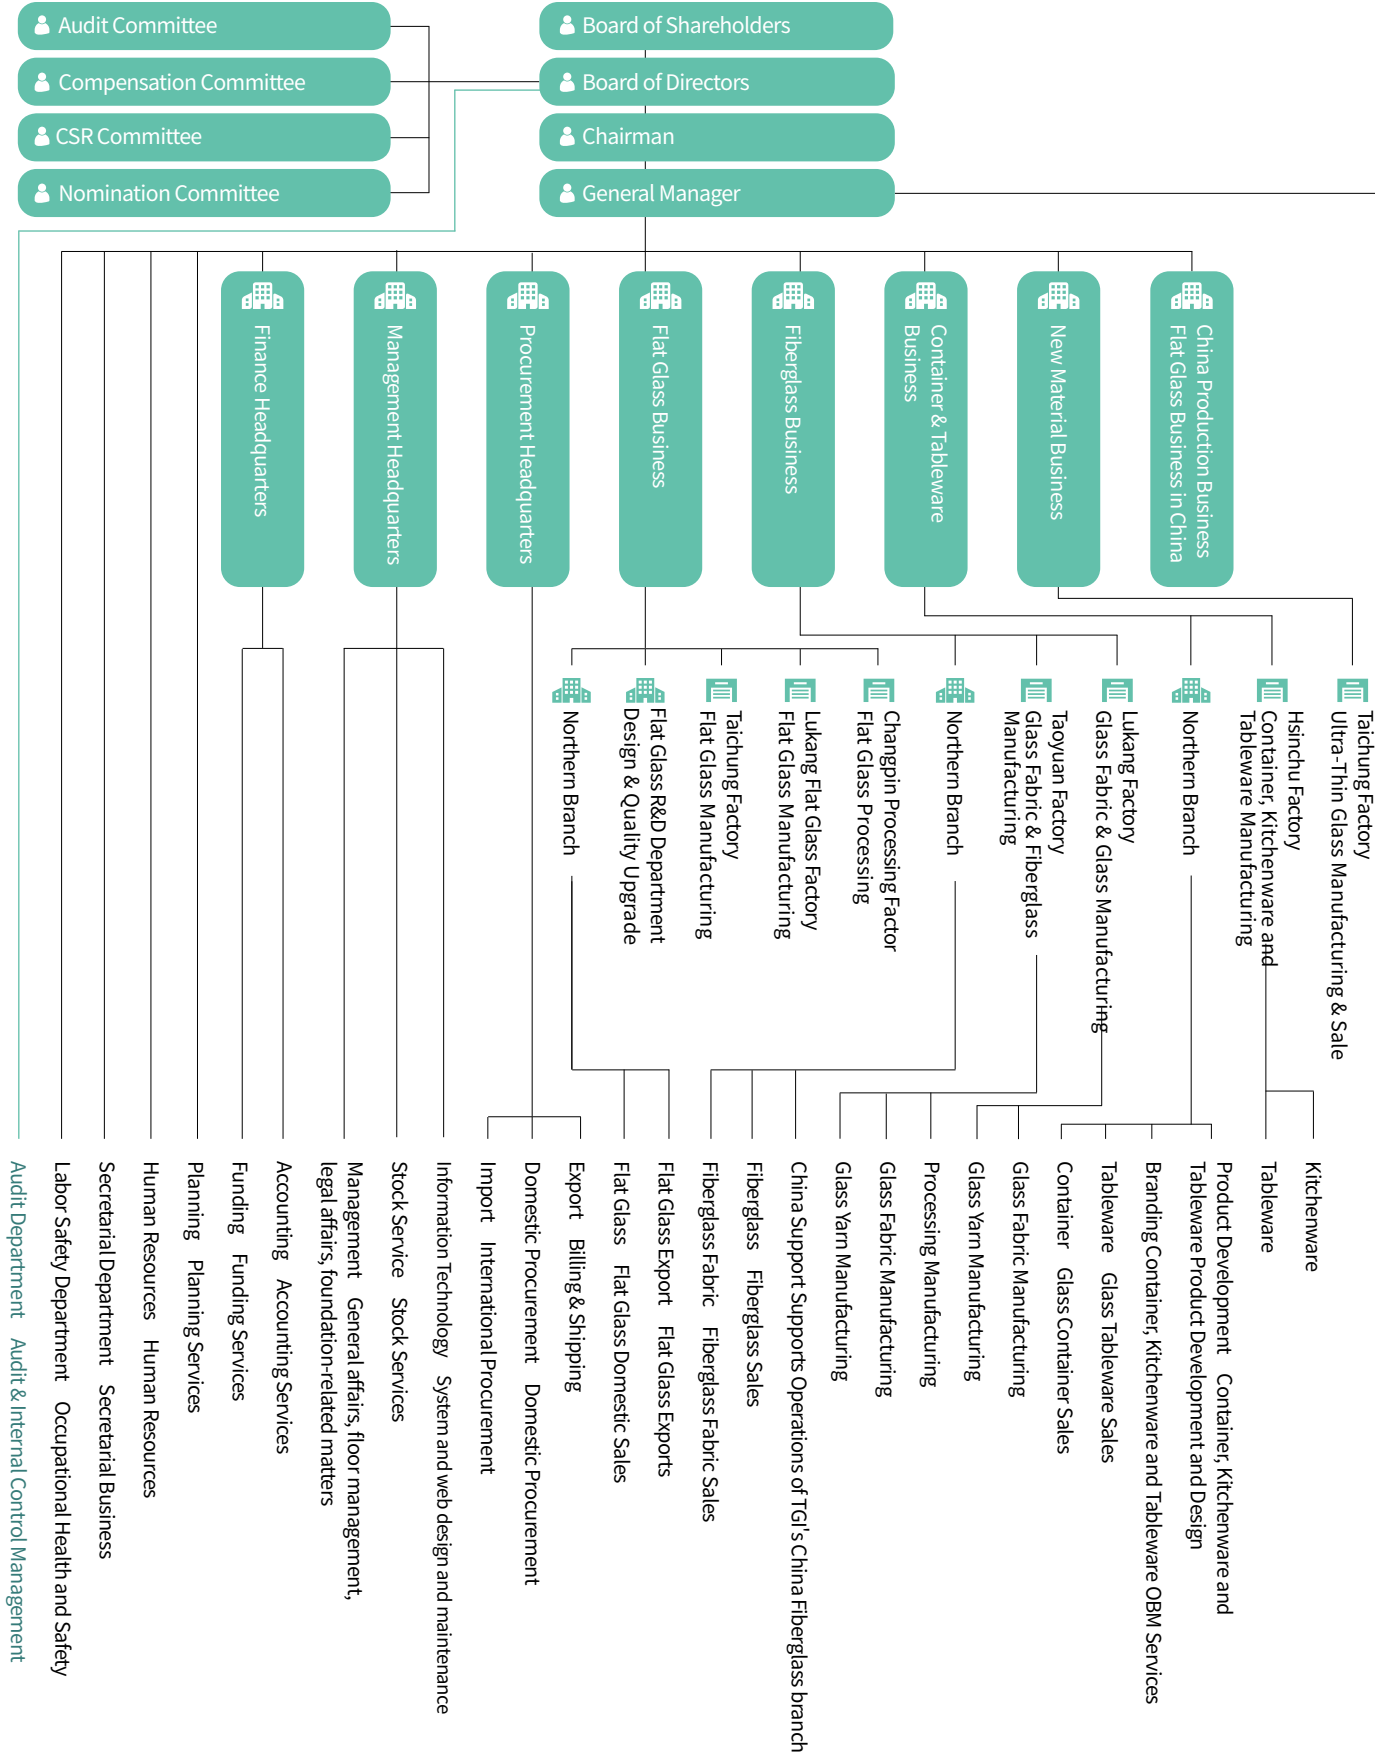 Audit Committee
Compensation Committee
CSR Committee
Nomination Committee
Board of Shareholders
Board of Directors
Chairman
General Manager
Finance Headquarters
Management Headquarters
Procurement Headquarters
Flat Glass Business
Fiberglass Business
Container & Tableware
Business
New Material Business
China Production Business
Flat Glass Business in China
Northern Branch
Flat Glass R&D Department
Design & Quality Upgrade
Taichung Factory
Flat Glass Manufacturing
Lukang Flat Glass Factory
Flat Glass Manufacturing
Changpin Processing Factor
Flat Glass Processing
Northern Branch
Taoyuan Factory
Glass Fabric & Fiberglass
Manufacturing
Lukang Factory
Glass Fabric & Glass Manufacturing
Northern Branch
Hsinchu Factory
Container, Kitchenware and
Tableware Manufacturing
Taichung Factory
Ultra-Thin Glass Manufacturing & Sale
Audit Department Audit & Internal Control Management
Labor Safety Department Occupational Health and Safety
Secretarial Department Secretarial Business
Human Resources Human Resources
Planning Planning Services
Funding Funding Services
Accounting Accounting Services
Management General affairs, floor management,
legal affairs, foundation-related matters
Stock Service Stock Services
Information Technology System and web design and maintenance
Import International Procurement
Domestic Procurement Domestic Procurement
Export Billing & Shipping
Flat Glass Flat Glass Domestic Sales
Flat Glass Export Flat Glass Exports
Fiberglass Fabric Fiberglass Fabric Sales
Fiberglass Fiberglass Sales
China Support Supports Operations of TGI's China Fiberglass branch
Glass Yarn Manufacturing
Glass Fabric Manufacturing
Processing Manufacturing
Glass Yarn Manufacturing
Glass Fabric Manufacturing
Container Glass Container Sales
Tableware Glass Tableware Sales
Branding Container, Kitchenware and Tableware OBM Services
Product Development Container, Kitchenware and
Tableware Product Development and Design
Tableware
Kitchenware